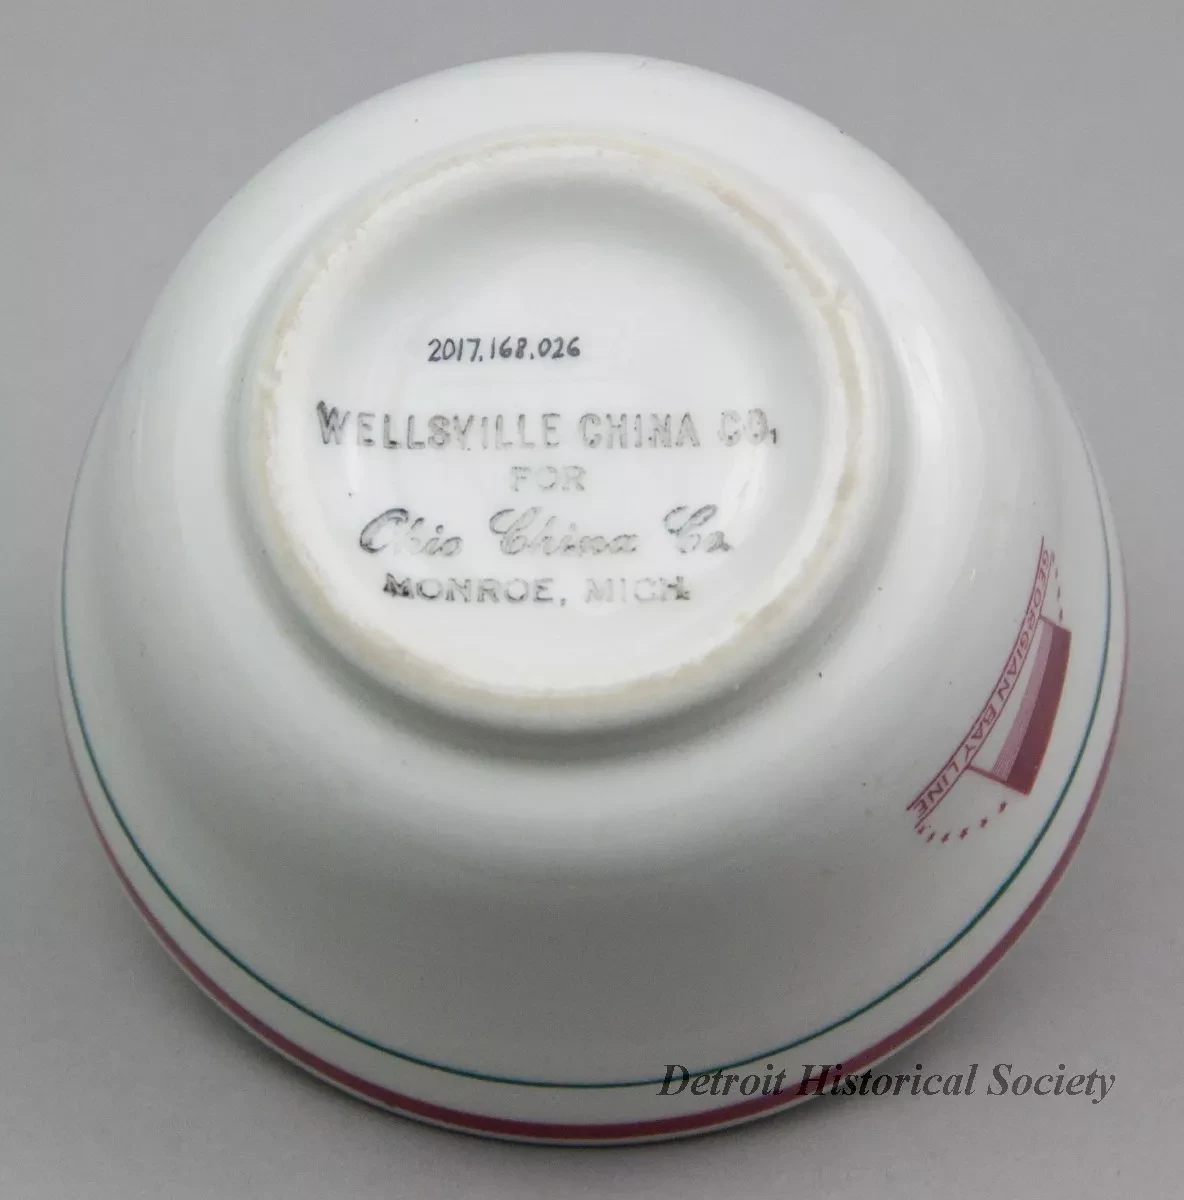 2017.168.026
WELLSVILLE CHINA CO.
FOR
Ohio China Co.
MONROE, MICH.
GEORGIAN BAY LINE
Detroit Historical Society